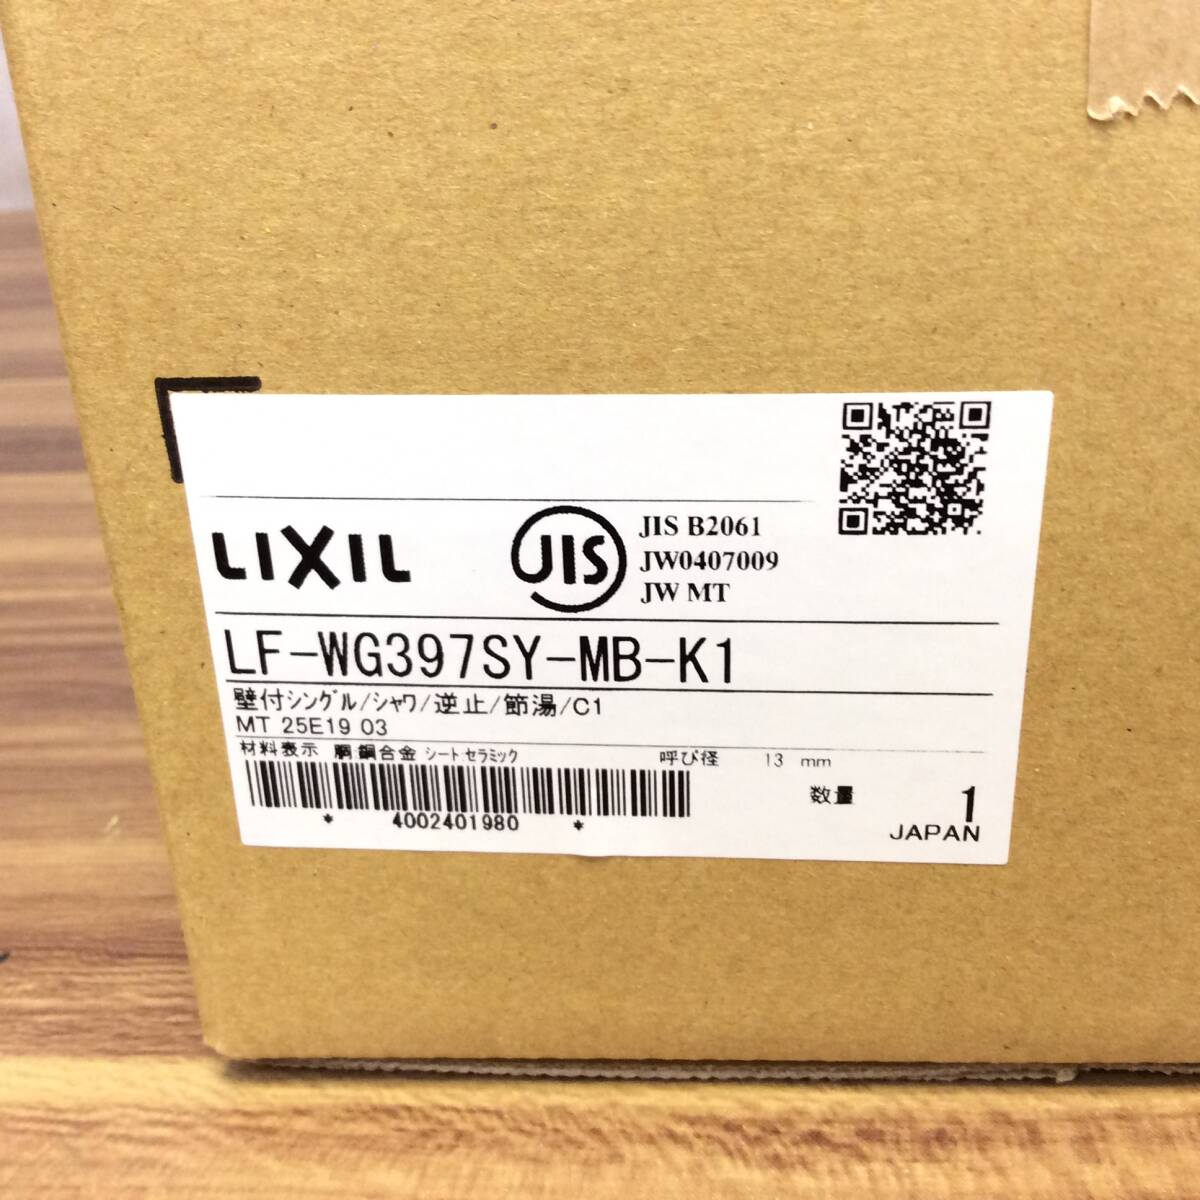 LIXIL
JIS
JIS B2061
JW0407009
JW MT
LF-WG397SY-MB-K1
壁付シングル/シャワ/逆止/節湯/C1
MT 25E19 03
材料表示 胴:銅合金 シート:セラミック 呼び径 13 mm
数量 1
* 4002401980 *
JAPAN